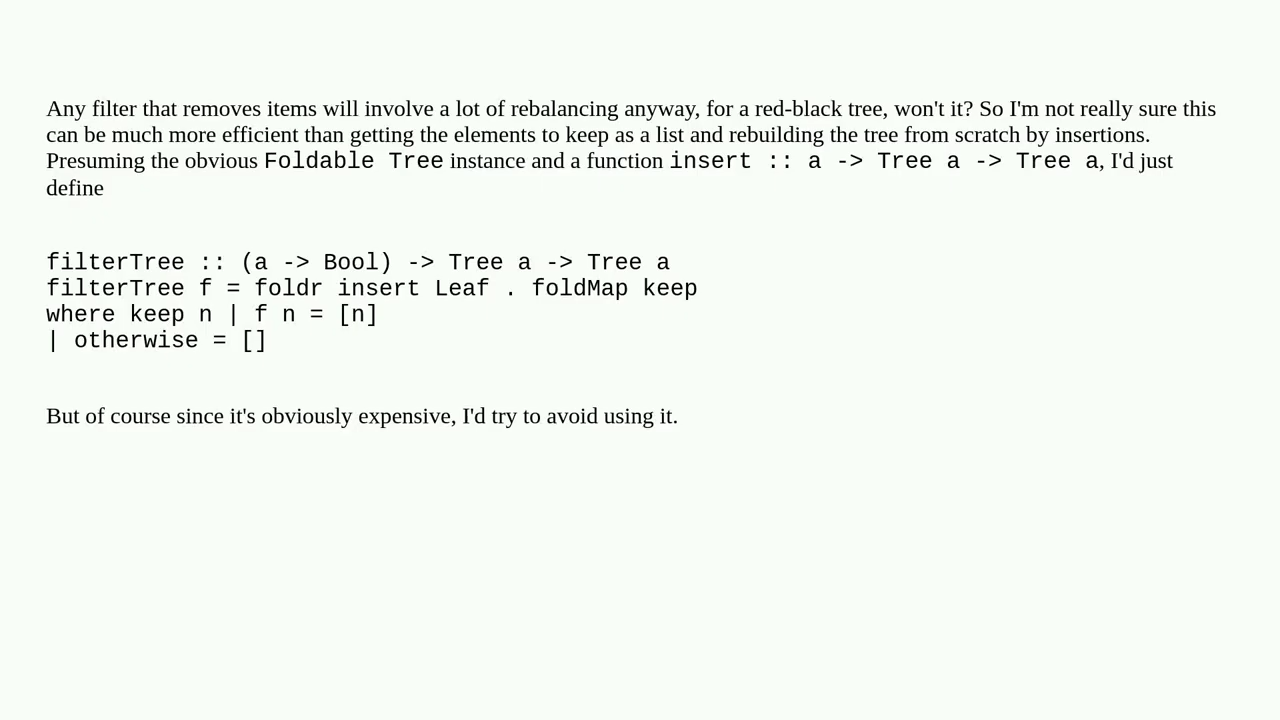 Any filter that removes items will involve a lot of rebalancing anyway, for a red-black tree, won't it? So I'm not really sure this
can be much more efficient than getting the elements to keep as a list and rebuilding the tree from scratch by insertions.
Presuming the obvious Foldable Tree instance and a function insert :: a -> Tree a -> Tree a, I'd just
define
filterTree :: (a -> Bool) -> Tree a -> Tree a
filterTree f = foldr insert Leaf . foldMap keep
where keep n | f n = [n]
| otherwise = []
But of course since it's obviously expensive, I'd try to avoid using it.